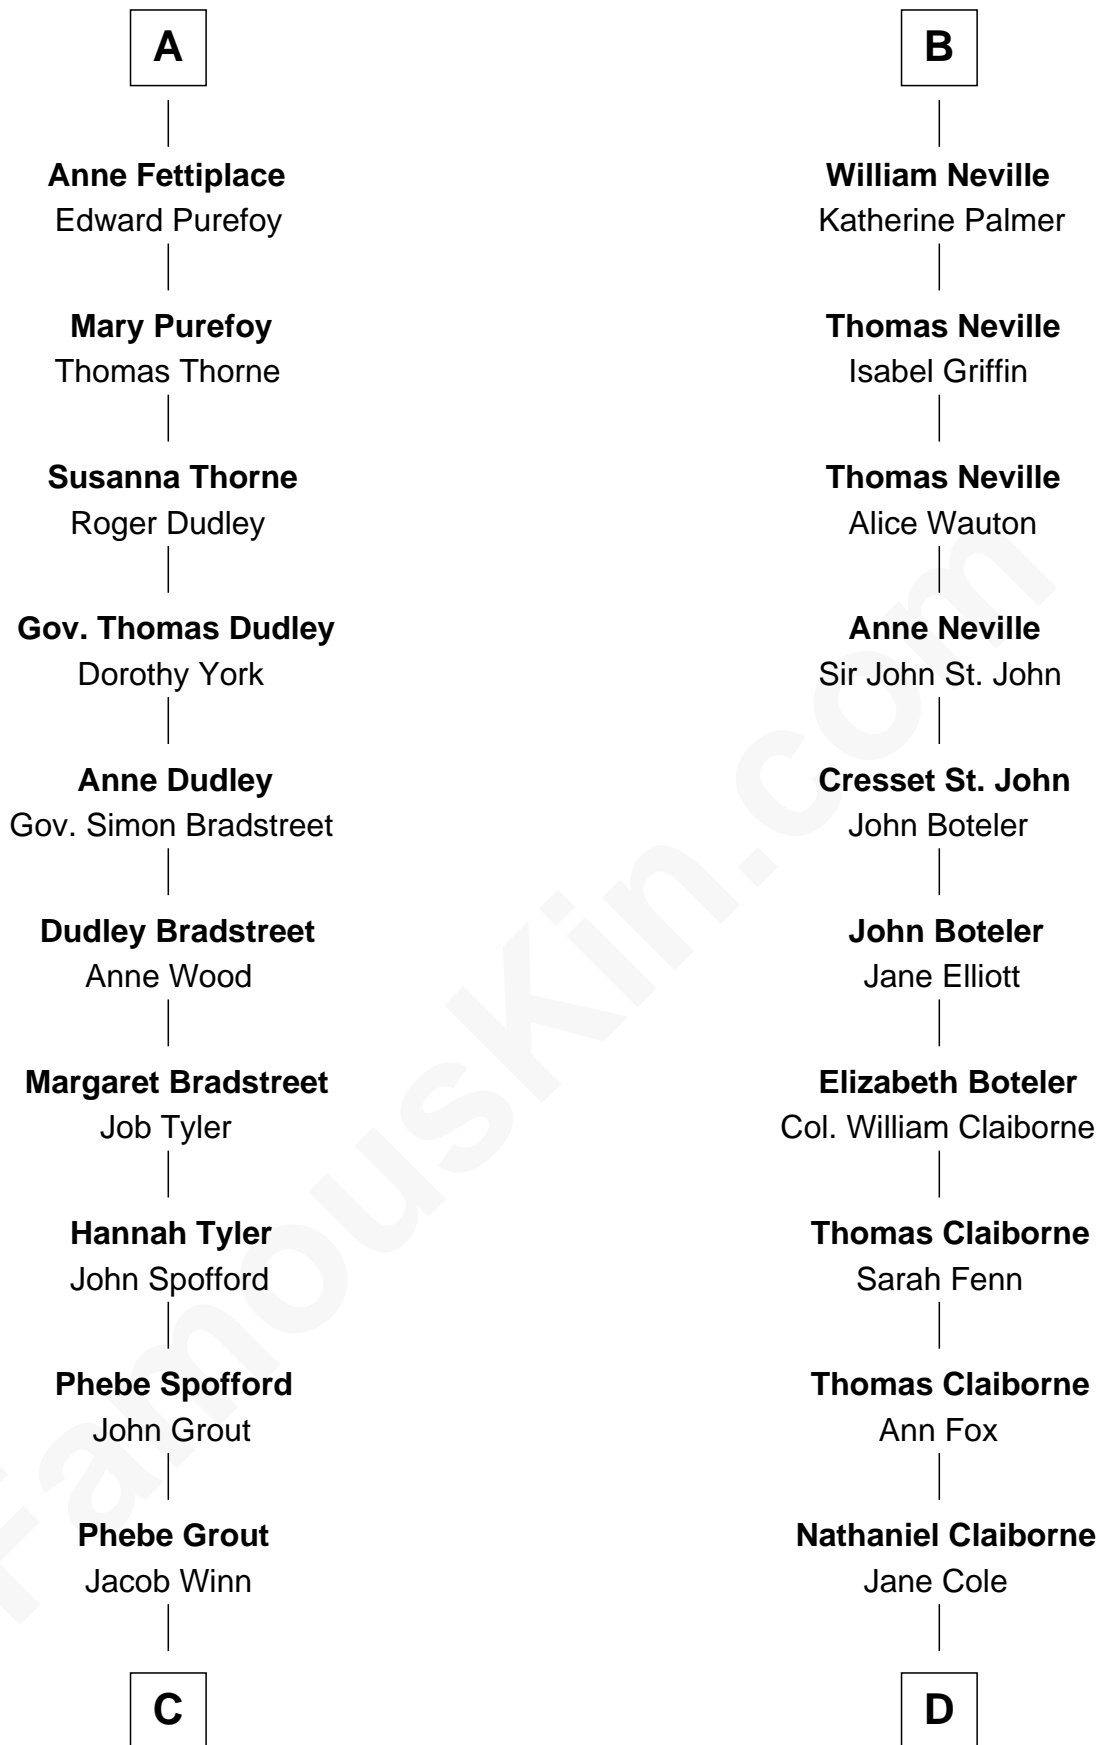 A
Anne Fettiplace
Edward Purefoy
Mary Purefoy
Thomas Thorne
Susanna Thorne
Roger Dudley
Gov. Thomas Dudley
Dorothy York
Anne Dudley
Gov. Simon Bradstreet
Dudley Bradstreet
Anne Wood
Margaret Bradstreet
Job Tyler
Hannah Tyler
John Spofford
Phebe Spofford
John Grout
Phebe Grout
Jacob Winn
C
B
William Neville
Katherine Palmer
Thomas Neville
Isabel Griffin
Thomas Neville
Alice Wauton
Anne Neville
Sir John St. John
Cresset St. John
John Boteler
John Boteler
Jane Elliott
Elizabeth Boteler
Col. William Claiborne
Thomas Claiborne
Sarah Fenn
Thomas Claiborne
Ann Fox
Nathaniel Claiborne
Jane Cole
D
FamousKin.com